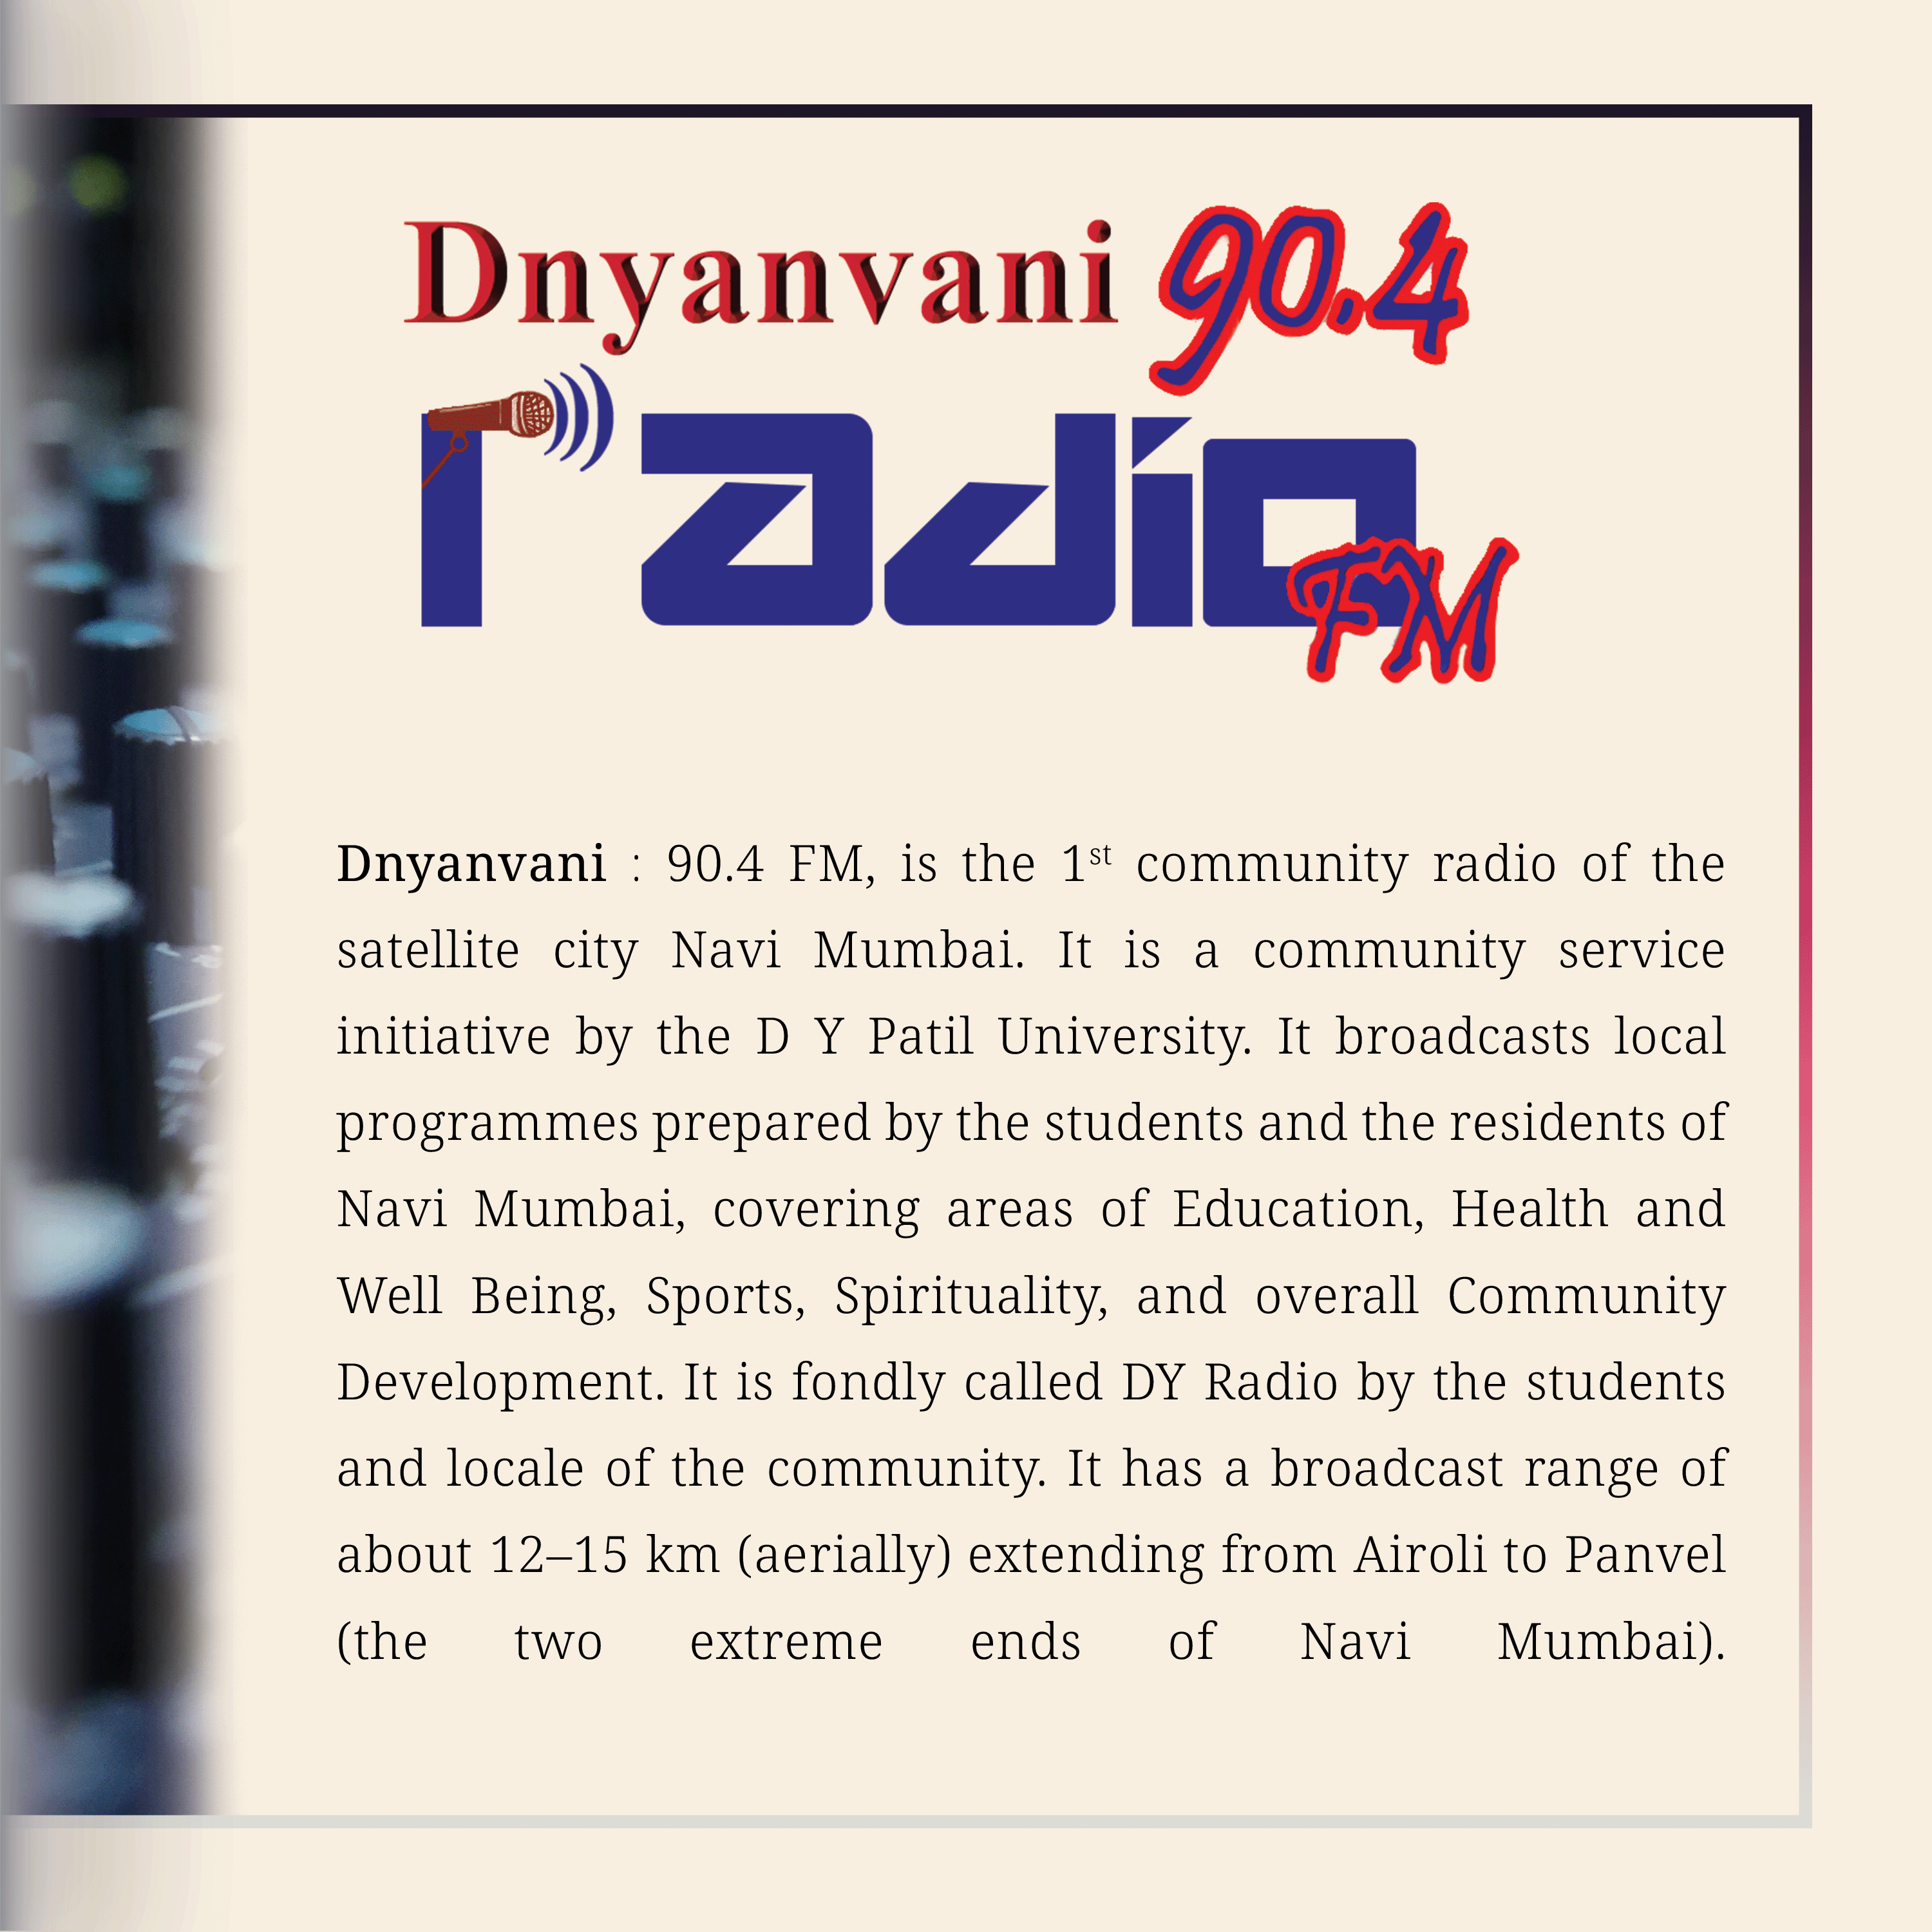 Dnyanvani 90.4
radio
FM
Dnyanvani : 90.4 FM, is the 1st community radio of the
satellite city Navi Mumbai. It is a community service
initiative by the D Y Patil University. It broadcasts local
programmes prepared by the students and the residents of
Navi Mumbai, covering areas of Education, Health and
Well Being, Sports, Spirituality, and overall Community
Development. It is fondly called DY Radio by the students
and locale of the community. It has a broadcast range of
about 12–15 km (aerially) extending from Airoli to Panvel
(the two extreme ends of Navi Mumbai).